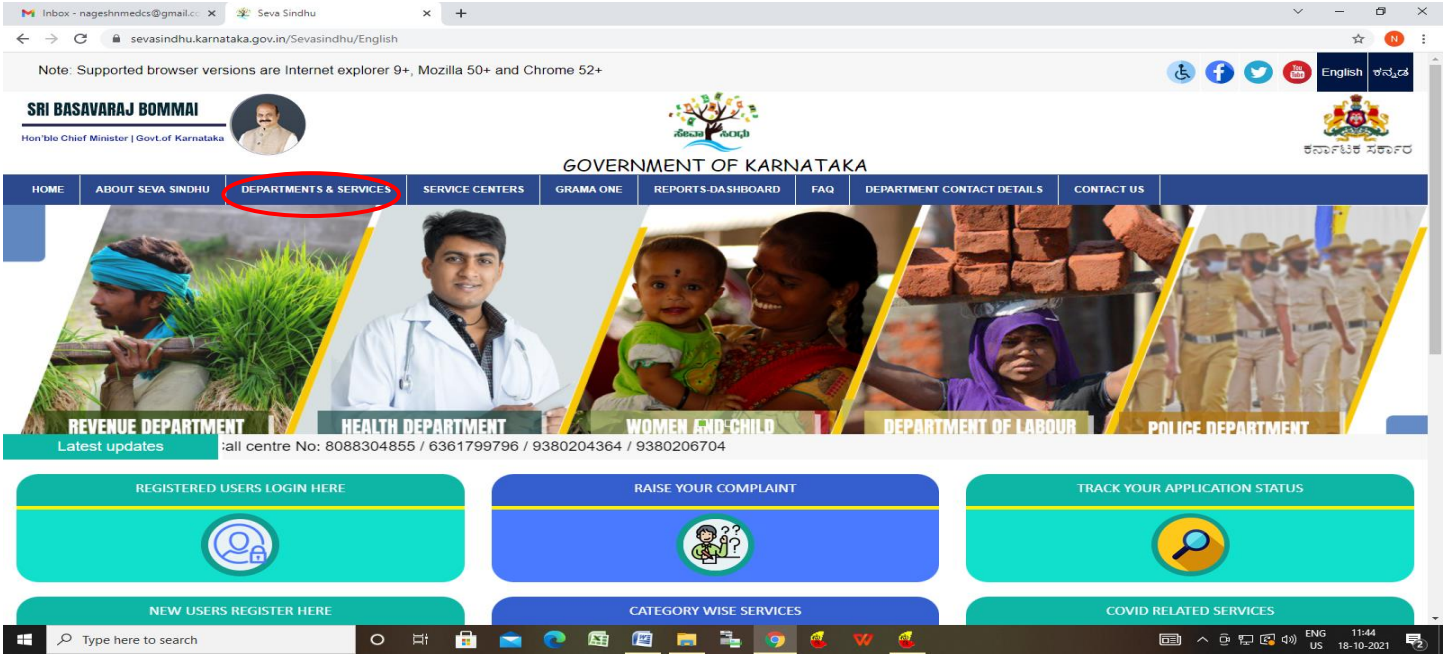 Inbox - nageshnmedcs@gmail.cc
Seva Sindhu
sevasindhu.karnataka.gov.in/Sevasindhu/English
N
Note: Supported browser versions are Internet explorer 9+, Mozilla 50+ and Chrome 52+
You Tube
English ಕನ್ನಡ
SRI BASAVARAJ BOMMAI
Hon'ble Chief Minister | Govt.of Karnataka
ಸೇವಾ ಸಿಂಧು
GOVERNMENT OF KARNATAKA
ಕರ್ನಾಟಕ ಸರ್ಕಾರ
HOME ABOUT SEVA SINDHU DEPARTMENTS & SERVICES SERVICE CENTERS GRAMA ONE REPORTS-DASHBOARD FAQ DEPARTMENT CONTACT DETAILS CONTACT US
REVENUE DEPARTMENT HEALTH DEPARTMENT WOMEN AND CHILD DEPARTMENT OF LABOUR POLICE DEPARTMENT
Latest updates call centre No: 8088304855 / 6361799796 / 9380204364 / 9380206704
REGISTERED USERS LOGIN HERE RAISE YOUR COMPLAINT TRACK YOUR APPLICATION STATUS
NEW USERS REGISTER HERE CATEGORY WISE SERVICES COVID RELATED SERVICES
Type here to search
ENG 11:44
US 18-10-2021
2